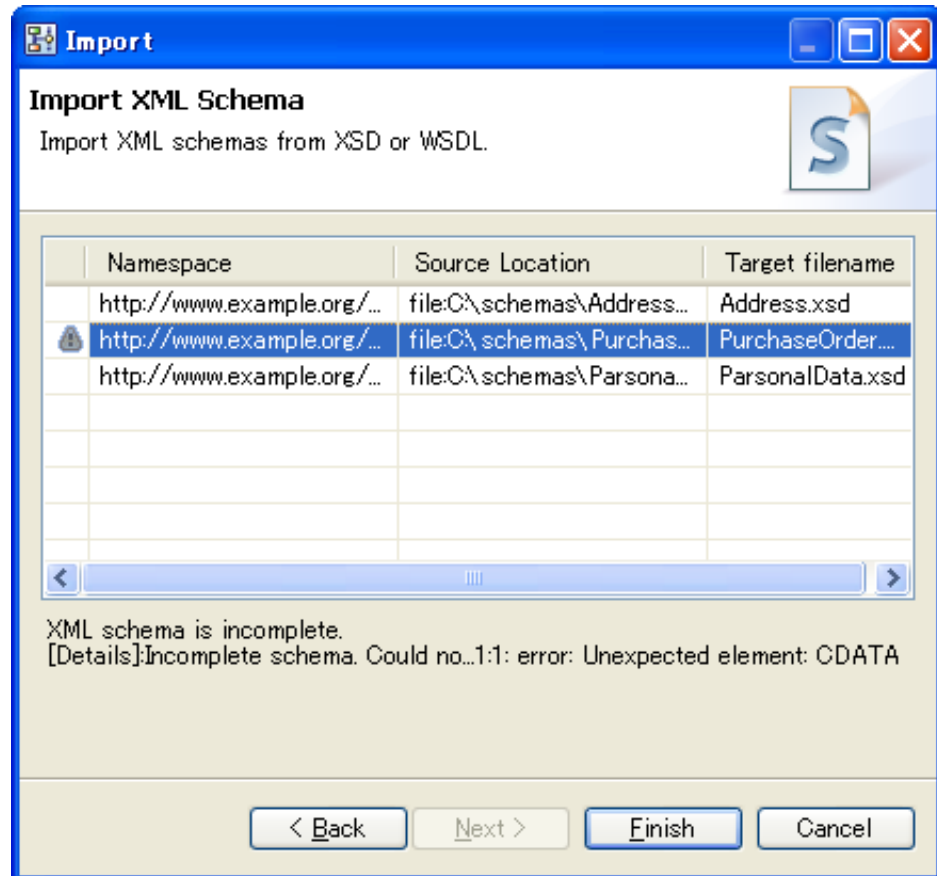 Import
Import XML Schema
Import XML schemas from XSD or WSDL.
Namespace Source Location Target filename
http://www.example.org/... file:C:\schemas\Address... Address.xsd
http://www.example.org/... file:C:\schemas\Purchas... PurchaseOrder....
http://www.example.org/... file:C:\schemas\Parsona... ParsonalData.xsd
XML schema is incomplete.
[Details]:Incomplete schema. Could no...1:1: error: Unexpected element: CDATA
< Back Next > Finish Cancel